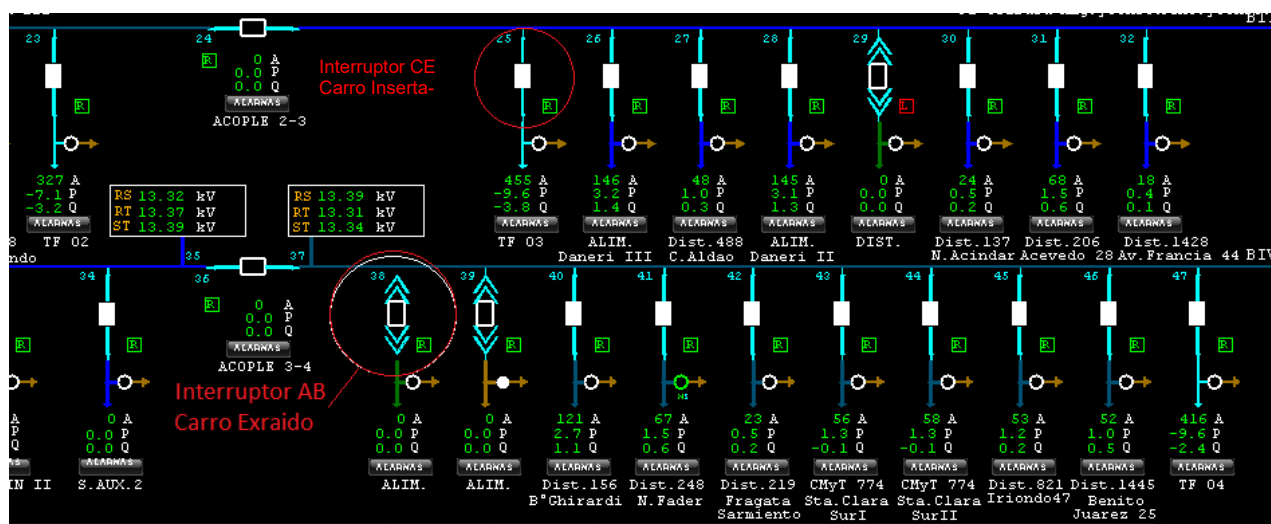 23
24
25
26
27
28
29
30
31
32
R
0 A
0.0 P
0.0 Q
ALARMAS
ACOPLE 2-3
Interruptor CE
Carro Inserta-
R
R
R
R
R
L
R
R
R
327 A
-7.1 P
-3.2 Q
ALARMAS
TF 02
RS 13.32 kV
RT 13.37 kV
ST 13.39 kV
RS 13.39 kV
RT 13.31 kV
ST 13.34 kV
455 A
-9.6 P
-3.8 Q
ALARMAS
TF 03
146 A
3.2 P
1.4 Q
ALARMAS
ALIM.
Daneri III
48 A
1.0 P
0.3 Q
ALARMAS
Dist.488
C.Aldao
145 A
3.1 P
1.3 Q
ALARMAS
ALIM.
Daneri II
0 A
0.0 P
0.0 Q
ALARMAS
DIST.
24 A
0.5 P
0.2 Q
ALARMAS
Dist.137
N.Acindar
68 A
1.5 P
0.6 Q
ALARMAS
Dist.206
Acevedo 28
18 A
0.4 P
0.1 Q
ALARMAS
Dist.1428
Av.Francia 44
BIV
34
35
36
37
38
39
40
41
42
43
44
45
46
47
R
0 A
0.0 P
0.0 Q
ALARMAS
ACOPLE 3-4
Interruptor AB
Carro Exraido
R
R
R
R
R
R
R
R
R
R
R
R
NS
A
P
Q
IN II
0 A
0.0 P
0.0 Q
ALARMAS
S.AUX.2
0 A
0.0 P
0.0 Q
ALARMAS
ALIM.
0 A
0.0 P
0.0 Q
ALARMAS
ALIM.
121 A
2.7 P
1.1 Q
ALARMAS
Dist.156
B°Ghirardi
67 A
1.5 P
0.6 Q
ALARMAS
Dist.248
N.Fader
23 A
0.5 P
0.2 Q
ALARMAS
Dist.219
Fragata
Sarmiento
56 A
1.3 P
-0.1 Q
ALARMAS
CMyT 774
Sta.Clara
SurI
58 A
1.3 P
-0.1 Q
ALARMAS
CMyT 774
Sta.Clara
SurII
53 A
1.2 P
0.2 Q
ALARMAS
Dist.821
Iriondo47
52 A
1.0 P
0.5 Q
ALARMAS
Dist.1445
Benito
Juarez 25
416 A
-9.6 P
-2.4 Q
ALARMAS
TF 04